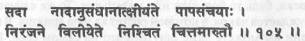 सदा नादानुसंधानात्क्षीयंते पापसंचयाः ।
निरंजने विलीयेते निश्चितं चित्तमारुतौ ॥ १०५ ॥